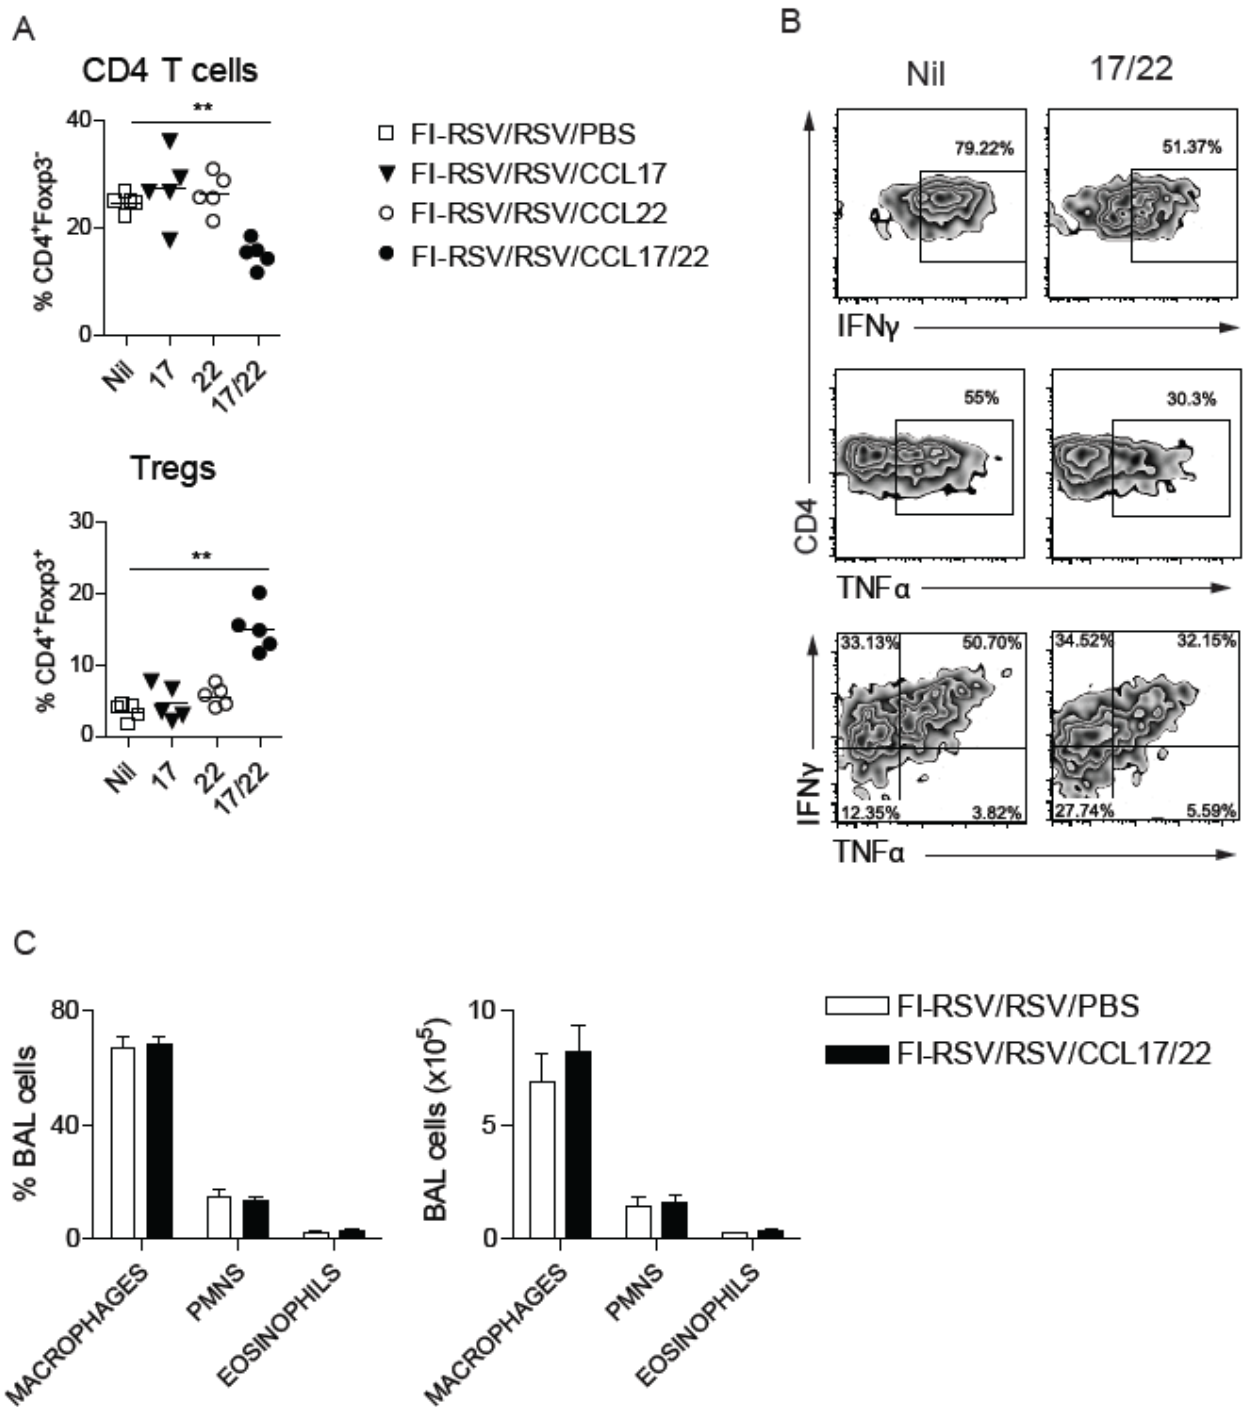 A
CD4 T cells
**
40
20
0
% CD4+Foxp3-
Nil
17
22
17/22
FI-RSV/RSV/PBS
FI-RSV/RSV/CCL17
FI-RSV/RSV/CCL22
FI-RSV/RSV/CCL17/22
Tregs
**
30
20
10
0
% CD4+Foxp3+
Nil
17
22
17/22
B
Nil
17/22
79.22%
51.37%
IFNγ
55%
30.3%
CD4
TNFα
33.13%
50.70%
34.52%
32.15%
12.35%
3.82%
27.74%
5.59%
IFNγ
TNFα
C
80
40
0
% BAL cells
MACROPHAGES
PMNS
EOSINOPHILS
10
5
0
BAL cells (x10⁵)
MACROPHAGES
PMNS
EOSINOPHILS
FI-RSV/RSV/PBS
FI-RSV/RSV/CCL17/22